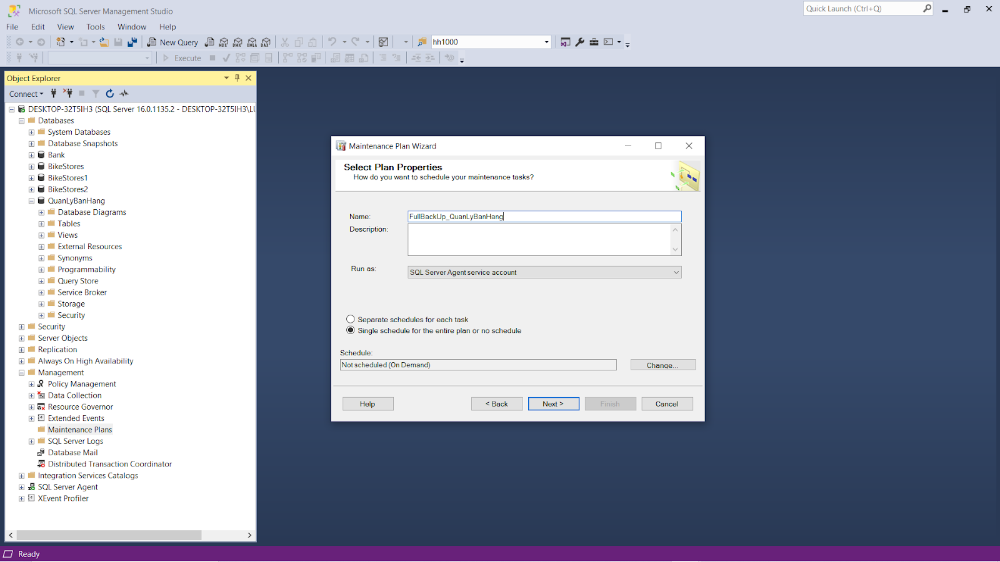 Microsoft SQL Server Management Studio
Quick Launch (Ctrl+Q)
File Edit View Tools Window Help
New Query MDX DMX XMLA DAX hh1000
Execute
Object Explorer
Connect
DESKTOP-32T5IH3 (SQL Server 16.0.1135.2 - DESKTOP-32T5IH3\LU
Databases
System Databases
Database Snapshots
Bank
BikeStores
BikeStores1
BikeStores2
QuanLyBanHang
Database Diagrams
Tables
Views
External Resources
Synonyms
Programmability
Query Store
Service Broker
Storage
Security
Security
Server Objects
Replication
Always On High Availability
Management
Policy Management
Data Collection
Resource Governor
Extended Events
Maintenance Plans
SQL Server Logs
Database Mail
Distributed Transaction Coordinator
Integration Services Catalogs
SQL Server Agent
XEvent Profiler
Maintenance Plan Wizard
Select Plan Properties
How do you want to schedule your maintenance tasks?
Name: FullBackUp_QuanLyBanHang
Description:
Run as: SQL Server Agent service account
Separate schedules for each task
Single schedule for the entire plan or no schedule
Schedule:
Not scheduled (On Demand) Change...
Help < Back Next > Finish Cancel
Ready